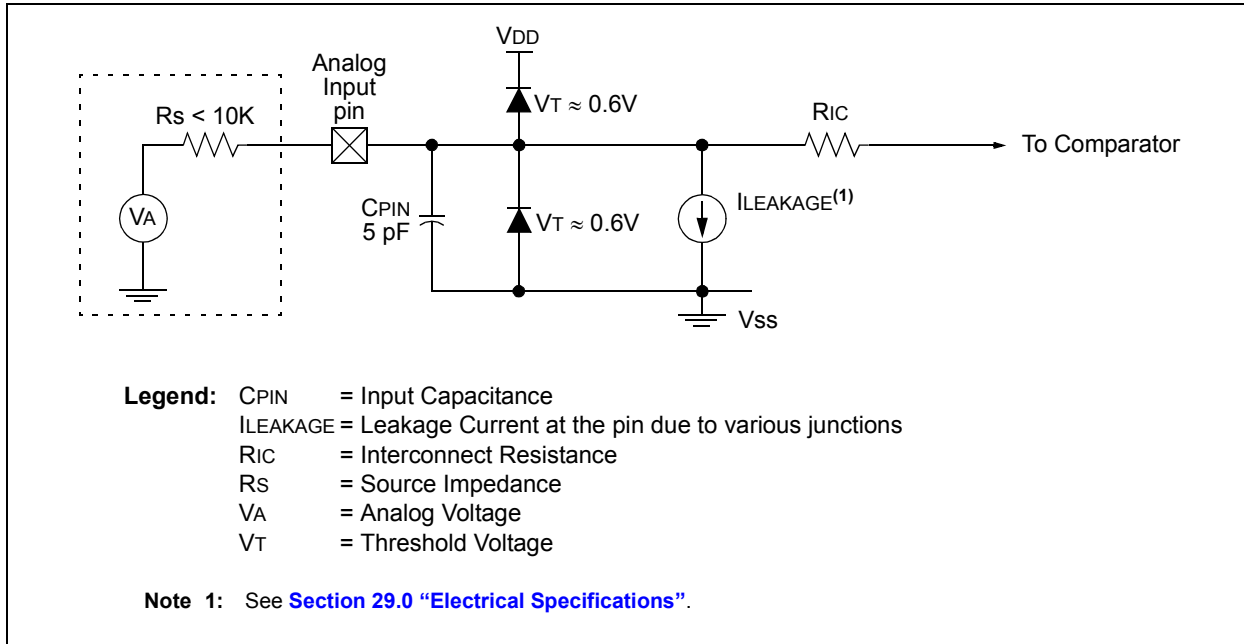 VDD
Analog
Input
pin
Rs < 10K
VT ≈ 0.6V
RIC
To Comparator
VA
CPIN
5 pF
VT ≈ 0.6V
ILEAKAGE(1)
Vss
Legend: CPIN = Input Capacitance
ILEAKAGE = Leakage Current at the pin due to various junctions
RIC = Interconnect Resistance
RS = Source Impedance
VA = Analog Voltage
VT = Threshold Voltage
Note 1: See Section 29.0 “Electrical Specifications”.